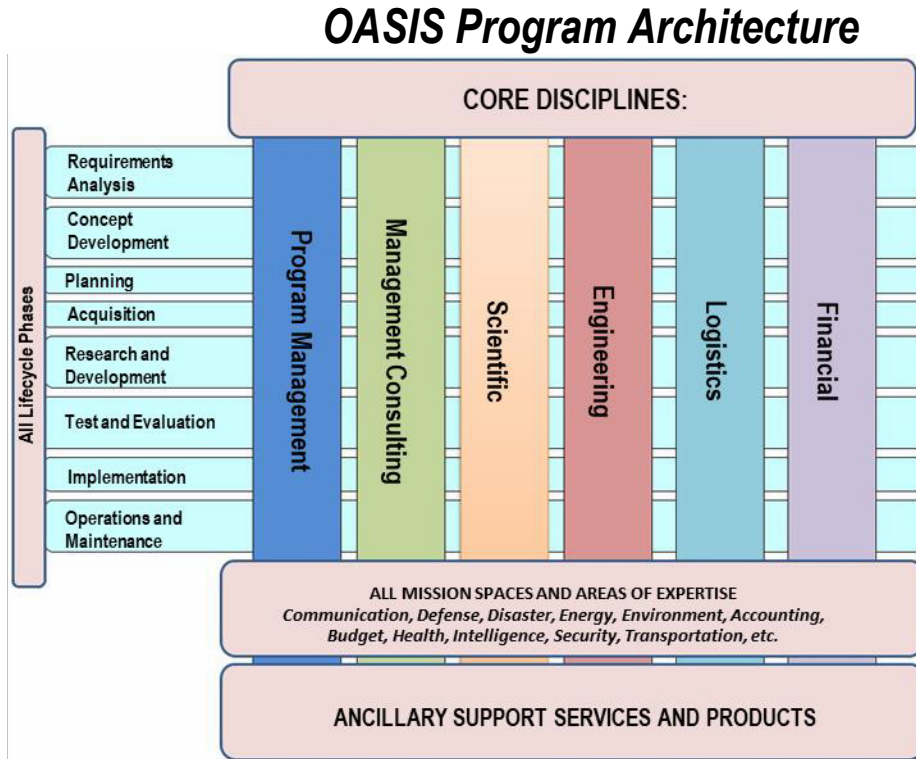 OASIS Program Architecture
CORE DISCIPLINES:
All Lifecycle Phases
Requirements
Analysis
Concept
Development
Planning
Acquisition
Research and
Development
Test and Evaluation
Implementation
Operations and
Maintenance
Program Management
Management Consulting
Scientific
Engineering
Logistics
Financial
ALL MISSION SPACES AND AREAS OF EXPERTISE
Communication, Defense, Disaster, Energy, Environment, Accounting,
Budget, Health, Intelligence, Security, Transportation, etc.
ANCILLARY SUPPORT SERVICES AND PRODUCTS